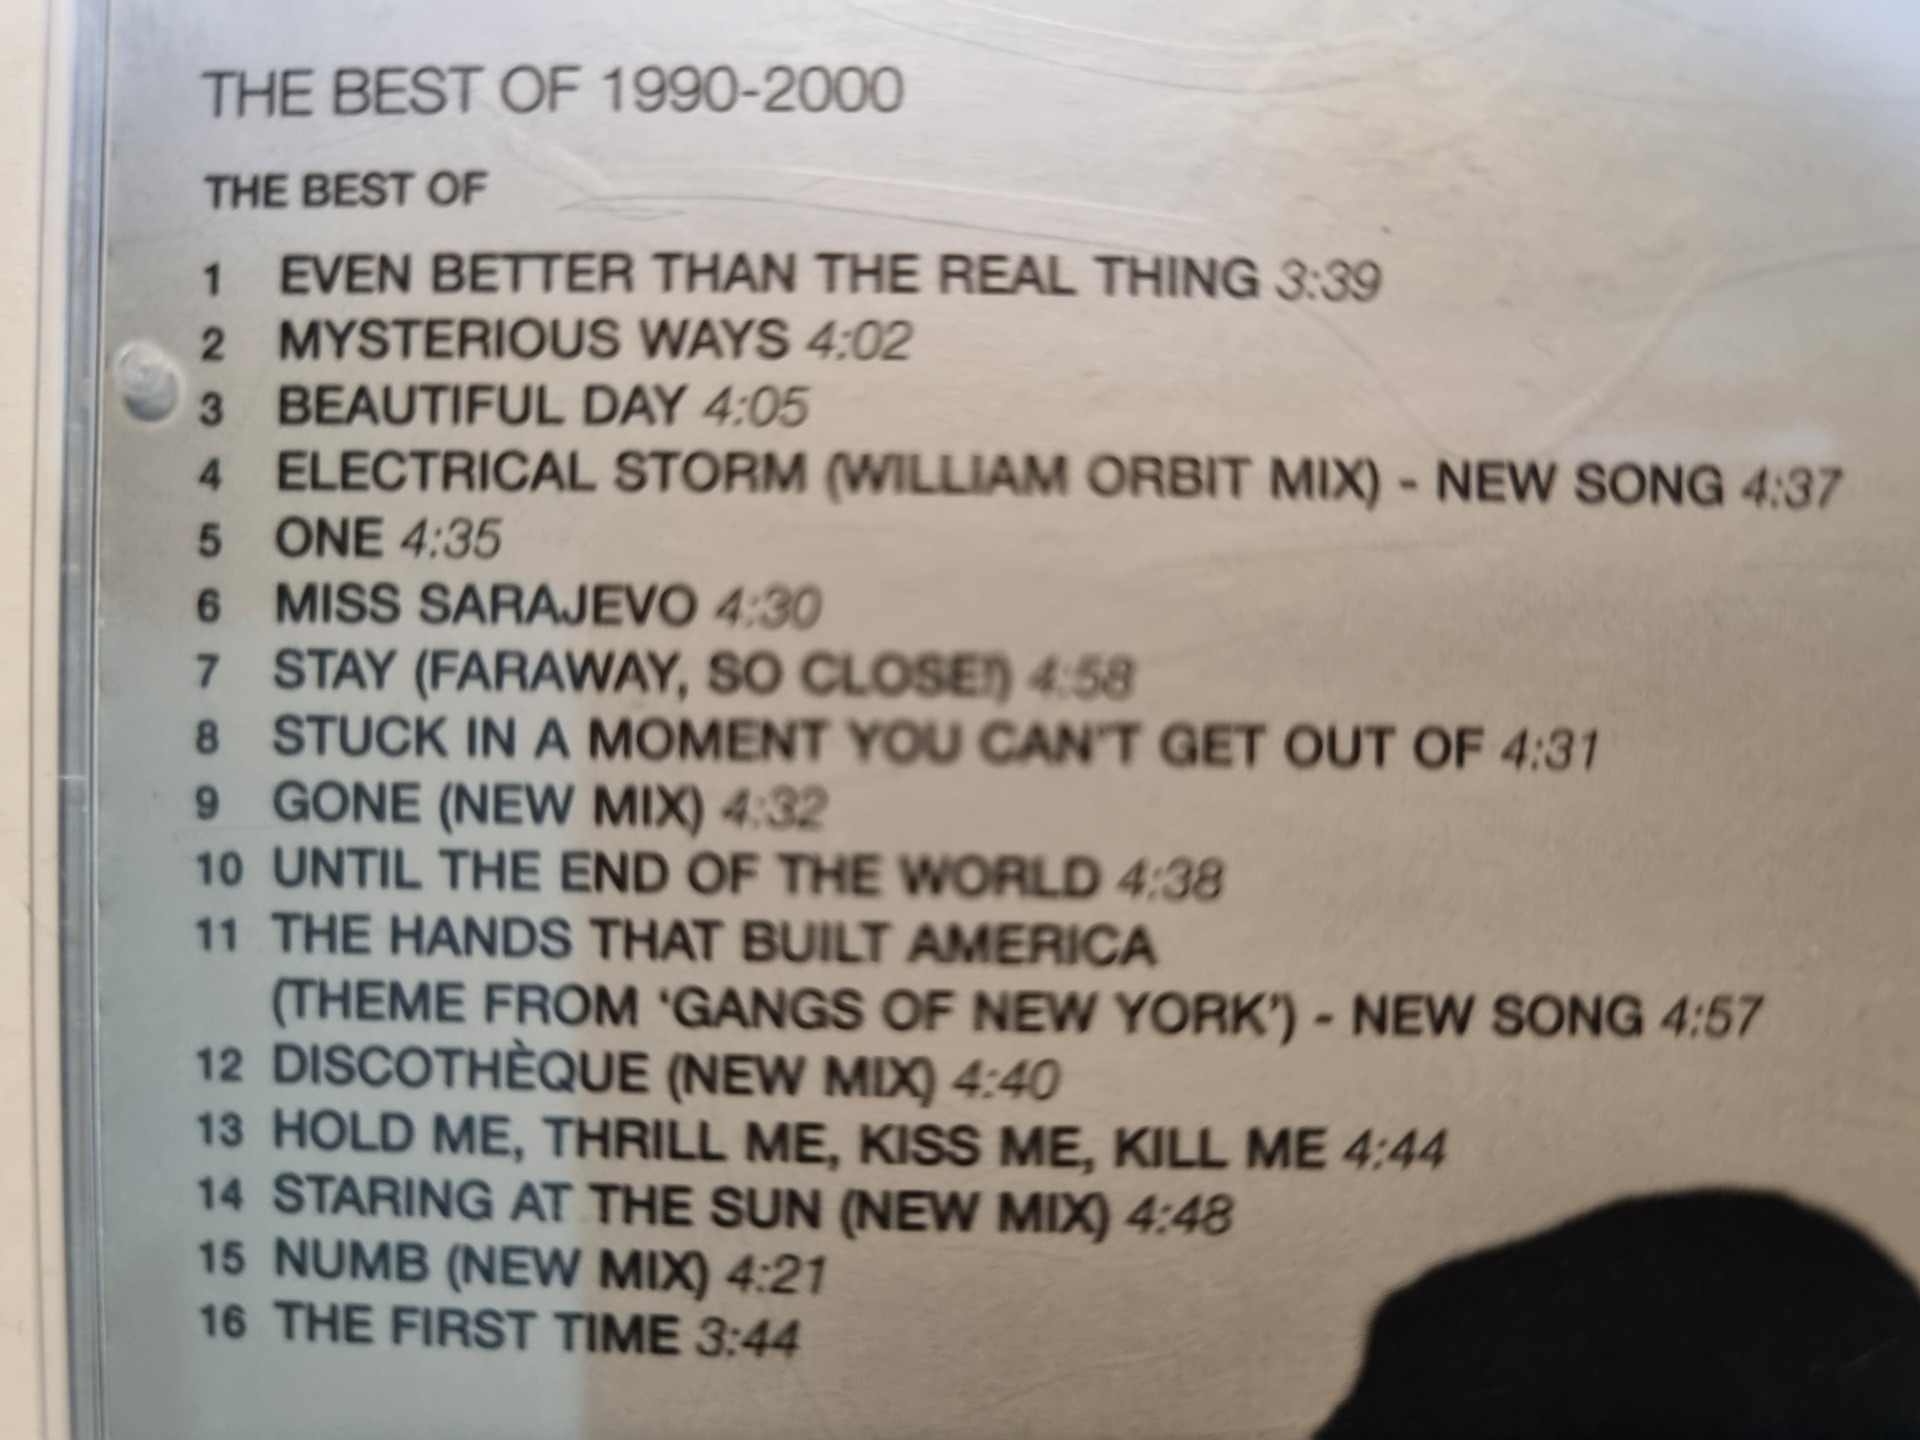 THE BEST OF 1990-2000
THE BEST OF
1 EVEN BETTER THAN THE REAL THING 3:39
2 MYSTERIOUS WAYS 4:02
3 BEAUTIFUL DAY 4:05
4 ELECTRICAL STORM (WILLIAM ORBIT MIX) - NEW SONG 4:37
5 ONE 4:35
6 MISS SARAJEVO 4:30
7 STAY (FARAWAY, SO CLOSE!) 4:58
8 STUCK IN A MOMENT YOU CAN'T GET OUT OF 4:31
9 GONE (NEW MIX) 4:32
10 UNTIL THE END OF THE WORLD 4:38
11 THE HANDS THAT BUILT AMERICA
(THEME FROM ‘GANGS OF NEW YORK’) - NEW SONG 4:57
12 DISCOTHÈQUE (NEW MIX) 4:40
13 HOLD ME, THRILL ME, KISS ME, KILL ME 4:44
14 STARING AT THE SUN (NEW MIX) 4:48
15 NUMB (NEW MIX) 4:21
16 THE FIRST TIME 3:44